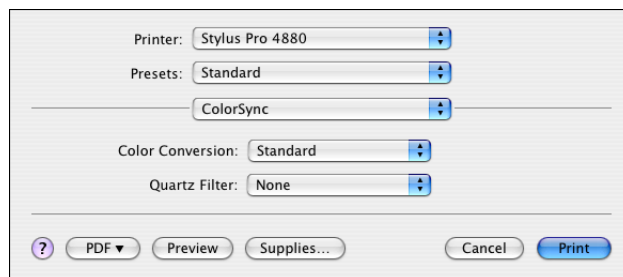 Printer: Stylus Pro 4880
Presets: Standard
ColorSync
Color Conversion: Standard
Quartz Filter: None
? PDF ▼ Preview Supplies... Cancel Print